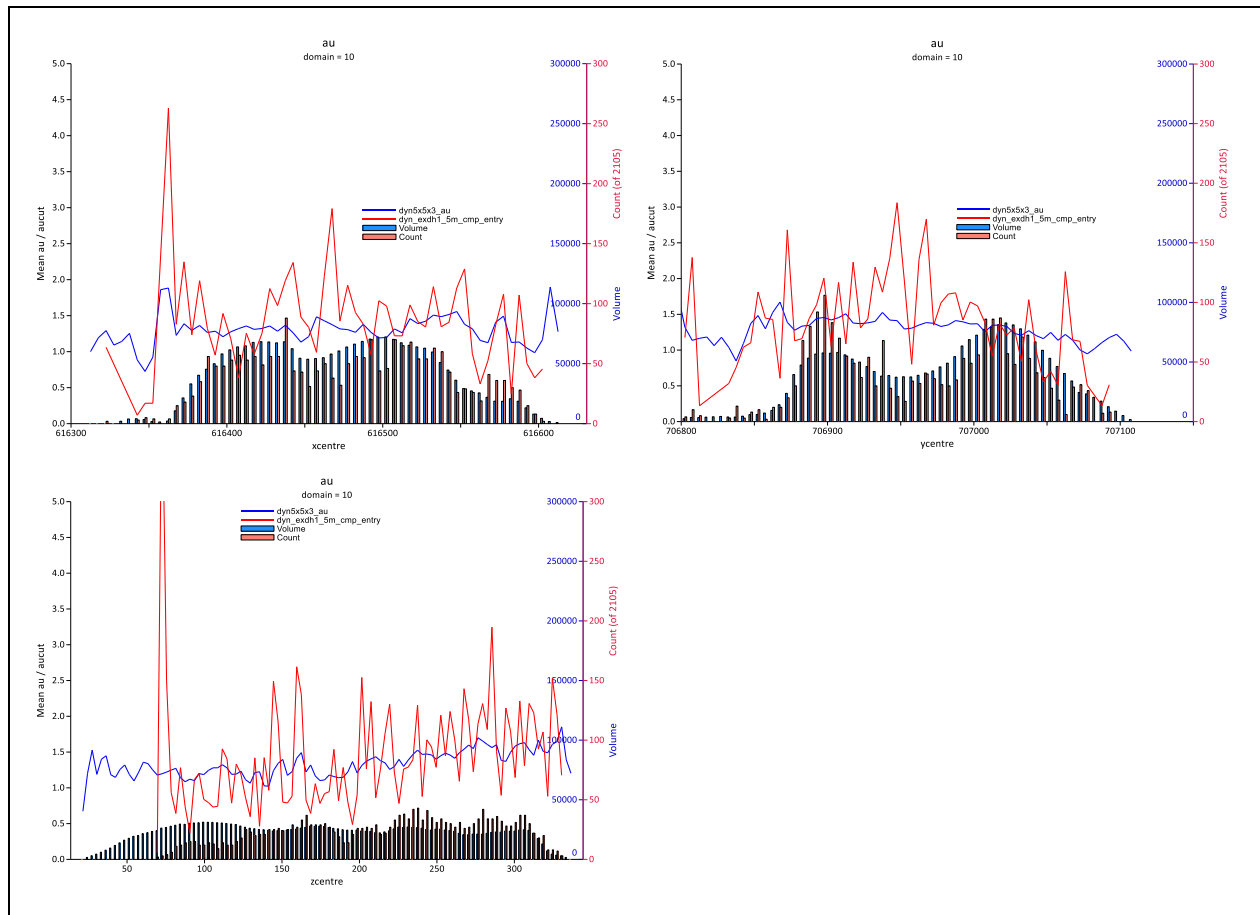 au
domain = 10
5.0
4.5
4.0
3.5
3.0
2.5
2.0
1.5
1.0
0.5
0.0
Mean au / aucut
616300
616400
616500
616600
xcentre
300000
250000
200000
150000
100000
50000
0
Volume
300
250
200
150
100
50
0
Count (of 2105)
dyn5x5x3_au
dyn_exdh1_5m_cmp_entry
Volume
Count
au
domain = 10
5.0
4.5
4.0
3.5
3.0
2.5
2.0
1.5
1.0
0.5
0.0
Mean au / aucut
706800
706900
707000
707100
ycentre
300000
250000
200000
150000
100000
50000
0
Volume
300
250
200
150
100
50
0
Count (of 2105)
dyn5x5x3_au
dyn_exdh1_5m_cmp_entry
Volume
Count
au
domain = 10
5.0
4.5
4.0
3.5
3.0
2.5
2.0
1.5
1.0
0.5
0.0
Mean au / aucut
50
100
150
200
250
300
zcentre
300000
250000
200000
150000
100000
50000
0
Volume
300
250
200
150
100
50
0
Count (of 2105)
dyn5x5x3_au
dyn_exdh1_5m_cmp_entry
Volume
Count